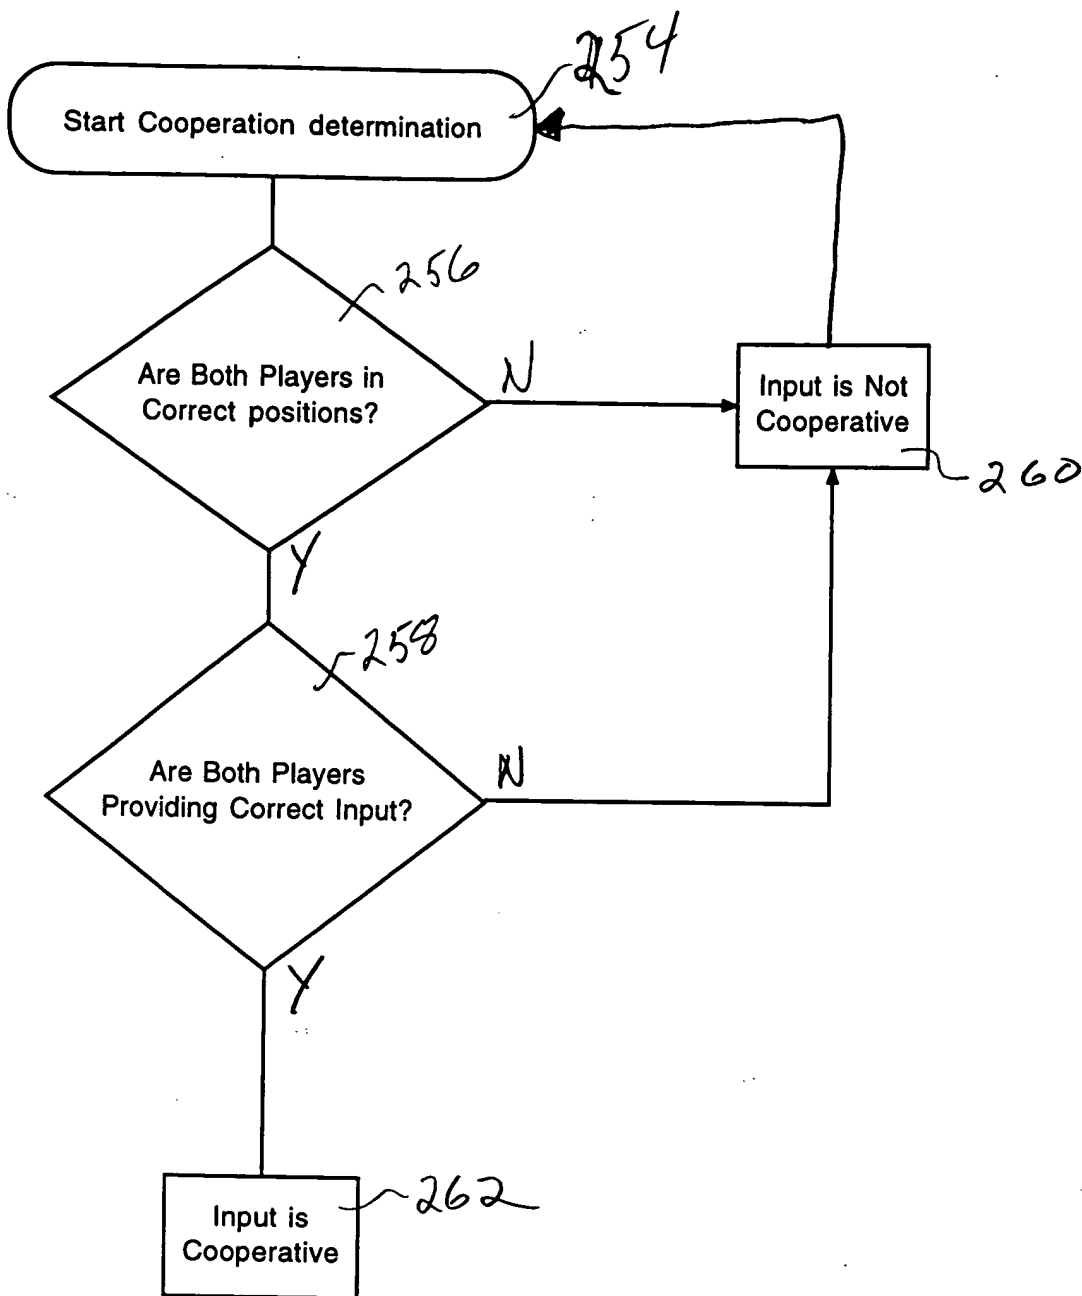 254
Start Cooperation determination
256
Are Both Players in
Correct positions?
N
Input is Not
Cooperative
260
Y
258
Are Both Players
Providing Correct Input?
N
Y
262
Input is
Cooperative